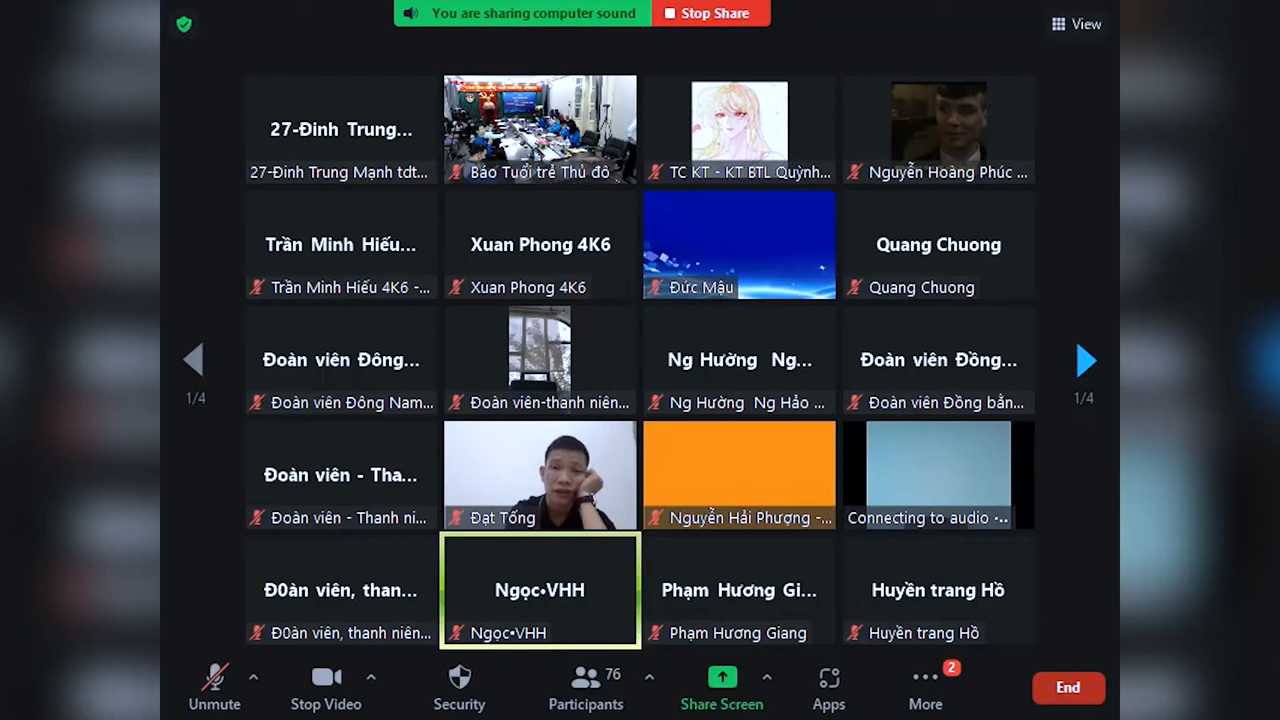 You are sharing computer sound
Stop Share
View
27-Đinh Trung...
27-Đinh Trung Mạnh tdt...
Báo Tuổi trẻ Thủ đô
TC KT - KT BTL Quỳnh...
Nguyễn Hoàng Phúc ...
Trần Minh Hiếu...
Trần Minh Hiếu 4K6 -...
Xuan Phong 4K6
Xuan Phong 4K6
Đức Mậu
Quang Chuong
Quang Chuong
Đoàn viên Đông...
Đoàn viên Đông Nam...
Đoàn viên-thanh niên...
Ng Hường Ng...
Ng Hường Ng Hảo ...
Đoàn viên Đồng...
Đoàn viên Đồng bằn...
1/4
1/4
Đoàn viên - Tha...
Đoàn viên - Thanh ni...
Đạt Tống
Nguyễn Hải Phượng -...
Connecting to audio ·..
Đ0àn viên, than...
Đ0àn viên, thanh niên...
Ngọc•VHH
Ngọc•VHH
Phạm Hương Gi...
Phạm Hương Giang
Huyền trang Hồ
Huyền trang Hồ
Unmute
Stop Video
Security
76
Participants
Share Screen
Apps
2
More
End